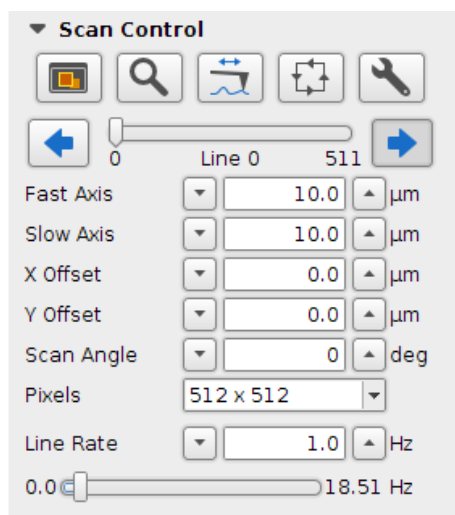 Scan Control
0 Line 0 511
Fast Axis 10.0 µm
Slow Axis 10.0 µm
X Offset 0.0 µm
Y Offset 0.0 µm
Scan Angle 0 deg
Pixels 512 x 512
Line Rate 1.0 Hz
0.0 18.51 Hz